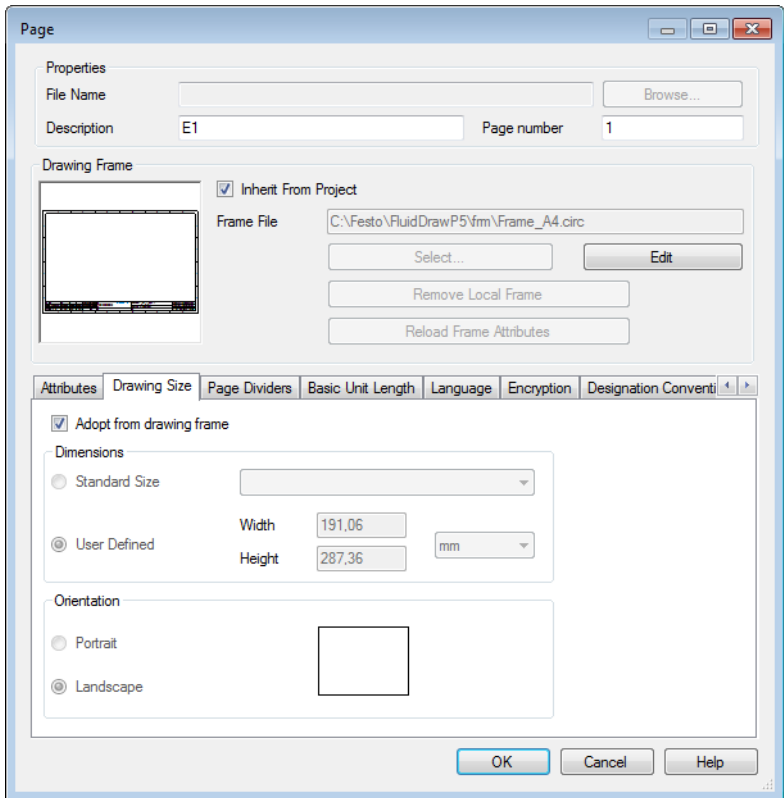 Page
Properties
File Name Browse...
Description E1 Page number 1
Drawing Frame
Inherit From Project
Frame File C:\Festo\FluidDrawP5\frm\Frame_A4.circ
Select... Edit
Remove Local Frame
Reload Frame Attributes
Attributes Drawing Size Page Dividers Basic Unit Length Language Encryption Designation Conventi
Adopt from drawing frame
Dimensions
Standard Size
Width 191,06
User Defined mm
Height 287,36
Orientation
Portrait
Landscape
OK Cancel Help